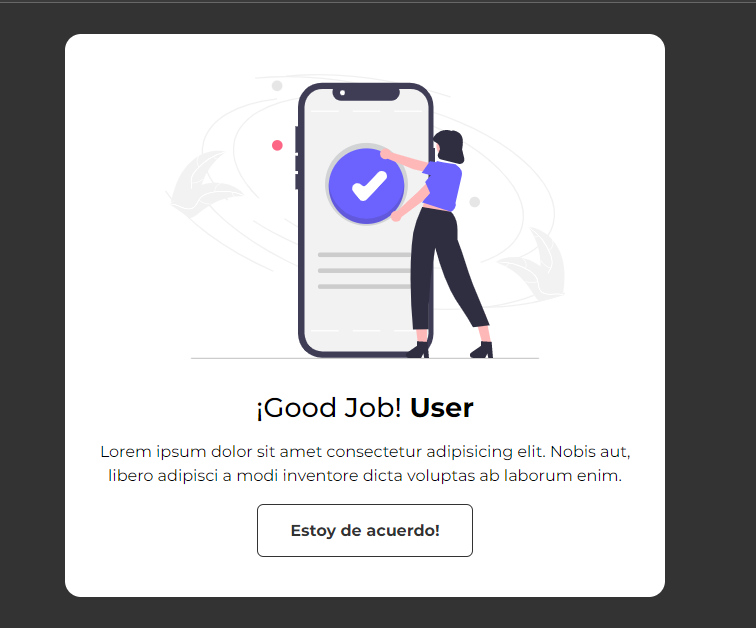 ¡Good Job! User
Lorem ipsum dolor sit amet consectetur adipisicing elit. Nobis aut,
libero adipisci a modi inventore dicta voluptas ab laborum enim.
Estoy de acuerdo!